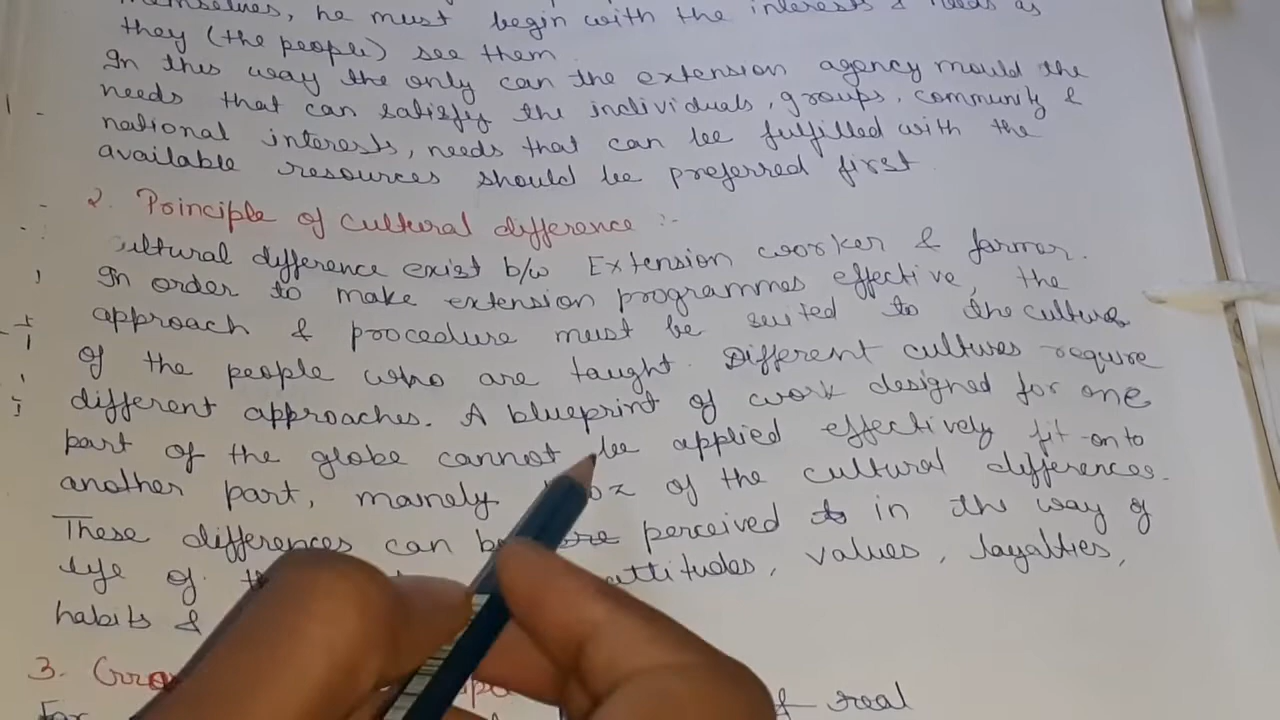 themselves, he must begin with the interests & needs as
they (the people) see them
In this way the only can the extension agency mould the
needs that can satisfy the individuals, groups, community &
national interests, needs that can be fulfilled with the
available resources should be preferred first
2. Principle of cultural difference :-
ultural difference exist b/w Extension worker & farmer.
In order to make extension programmes effective, the
approach & procedure must be suited to the culture
of the people who are taught. Different cultures require
different approaches. A blueprint of work designed for one
part of the globe cannot be applied effectively fit onto
another part, mainly of the cultural differences.
These differences can be perceived in the way of
life of attitudes, values, loyalties,
habits &
3.
For & real